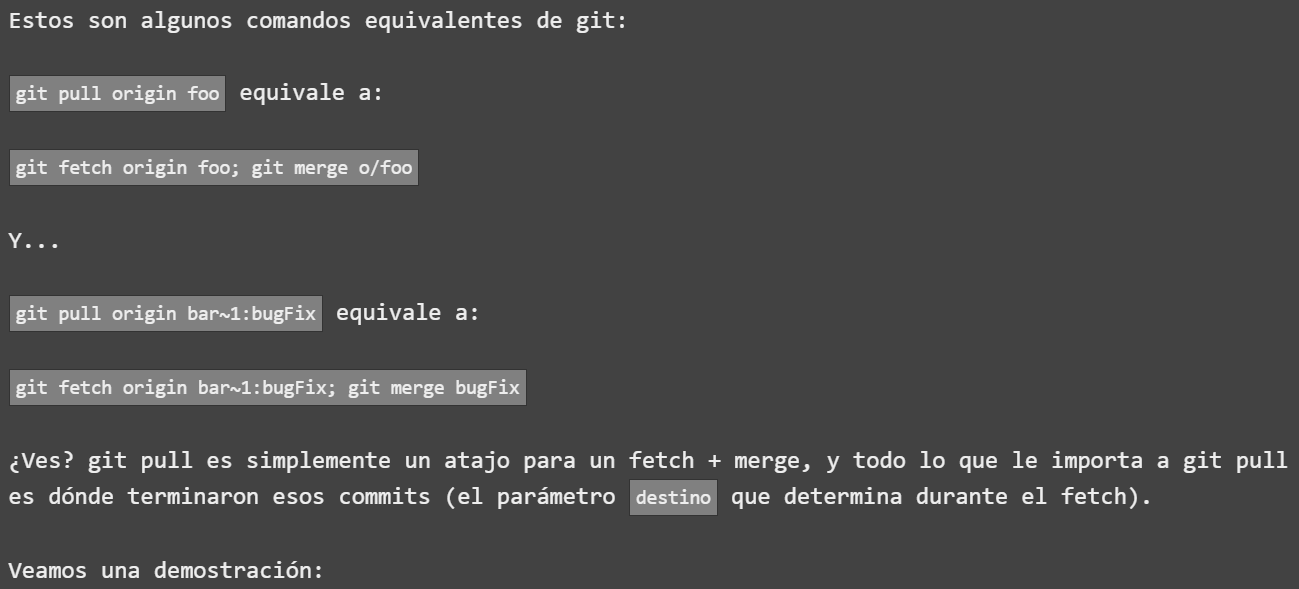 Estos son algunos comandos equivalentes de git:
git pull origin foo equivale a:
git fetch origin foo; git merge o/foo
Y...
git pull origin bar~1:bugFix equivale a:
git fetch origin bar~1:bugFix; git merge bugFix
¿Ves? git pull es simplemente un atajo para un fetch + merge, y todo lo que le importa a git pull
es dónde terminaron esos commits (el parámetro destino que determina durante el fetch).
Veamos una demostración: